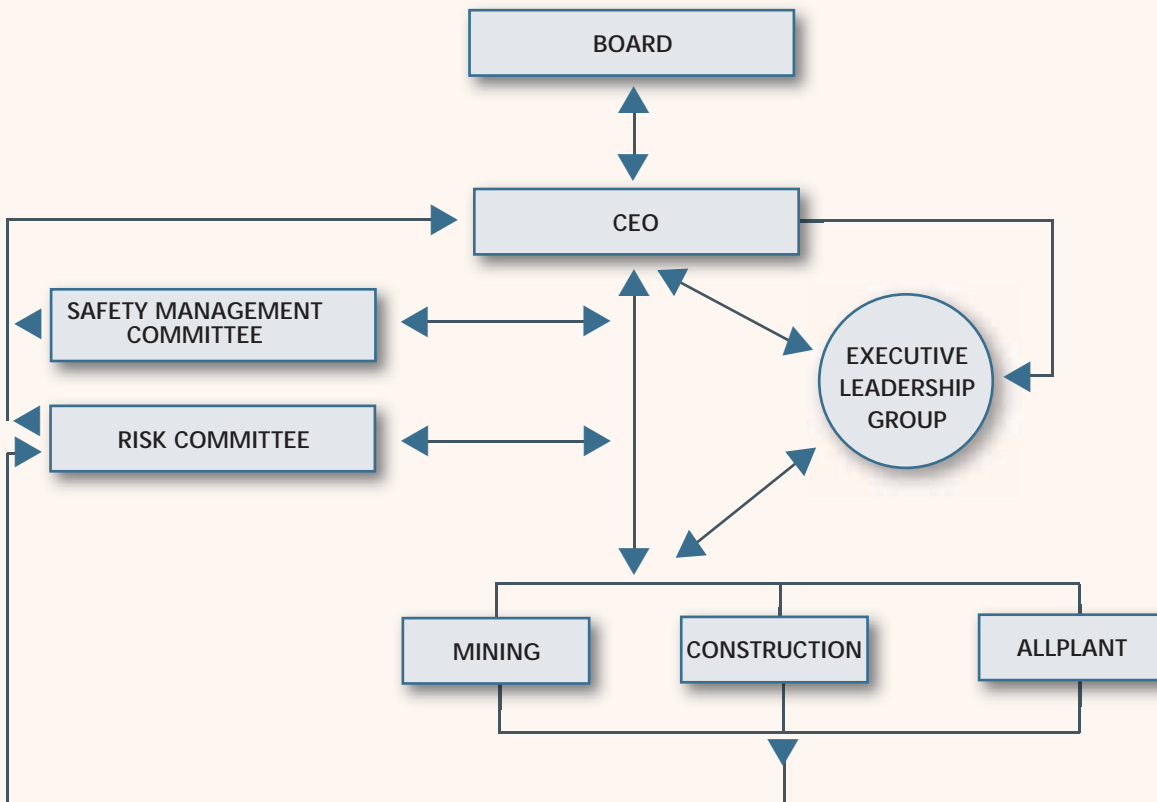 BOARD
CEO
SAFETY MANAGEMENT
COMMITTEE
EXECUTIVE
LEADERSHIP
GROUP
RISK COMMITTEE
MINING
CONSTRUCTION
ALLPLANT